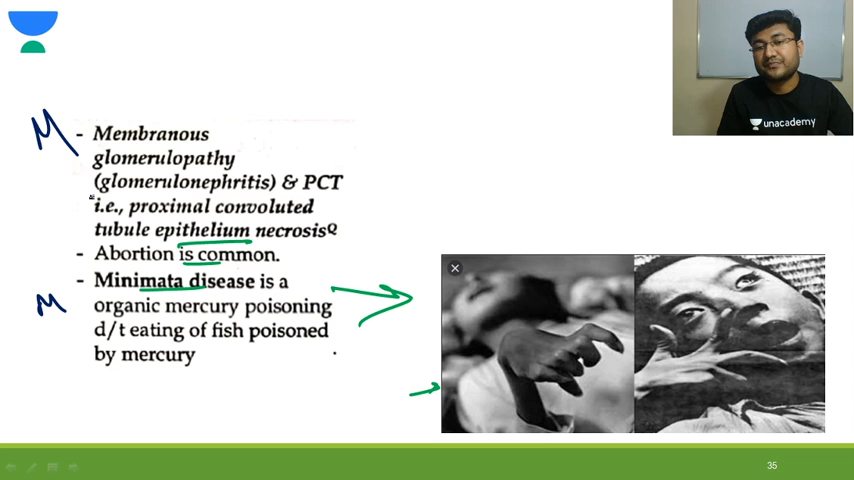 unacademy
M
- Membranous
glomerulopathy
(glomerulonephritis) & PCT
i.e., proximal convoluted
tubule epithelium necrosisQ
- Abortion is common.
- Minimata disease is a
M
organic mercury poisoning
d/t eating of fish poisoned
by mercury
35